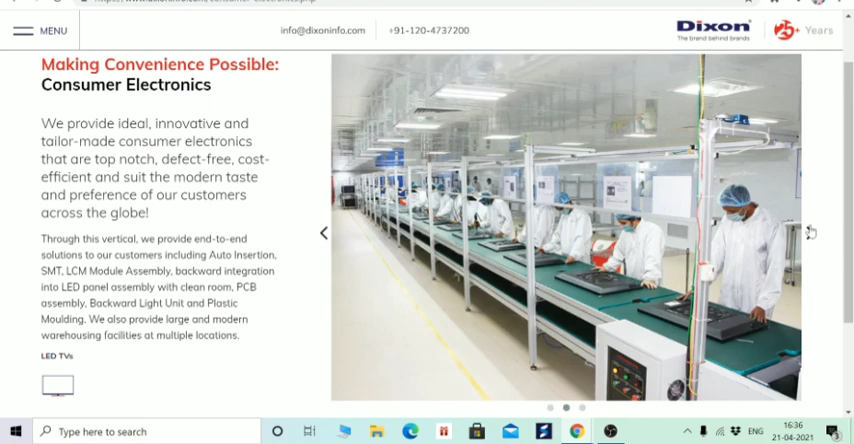 MENU
info@dixoninfo.com
+91-120-4737200
Dixon
The brand behind brands
25+ Years
Making Convenience Possible:
Consumer Electronics
We provide ideal, innovative and
tailor-made consumer electronics
that are top notch, defect-free, cost-
efficient and suit the modern taste
and preference of our customers
across the globe!
Through this vertical, we provide end-to-end
solutions to our customers including Auto Insertion,
SMT, LCM Module Assembly, backward integration
into LED panel assembly with clean room, PCB
assembly, Backward Light Unit and Plastic
Moulding. We also provide large and modern
warehousing facilities at multiple locations.
LED TVs
Type here to search
ENG
16:36
21-04-2021